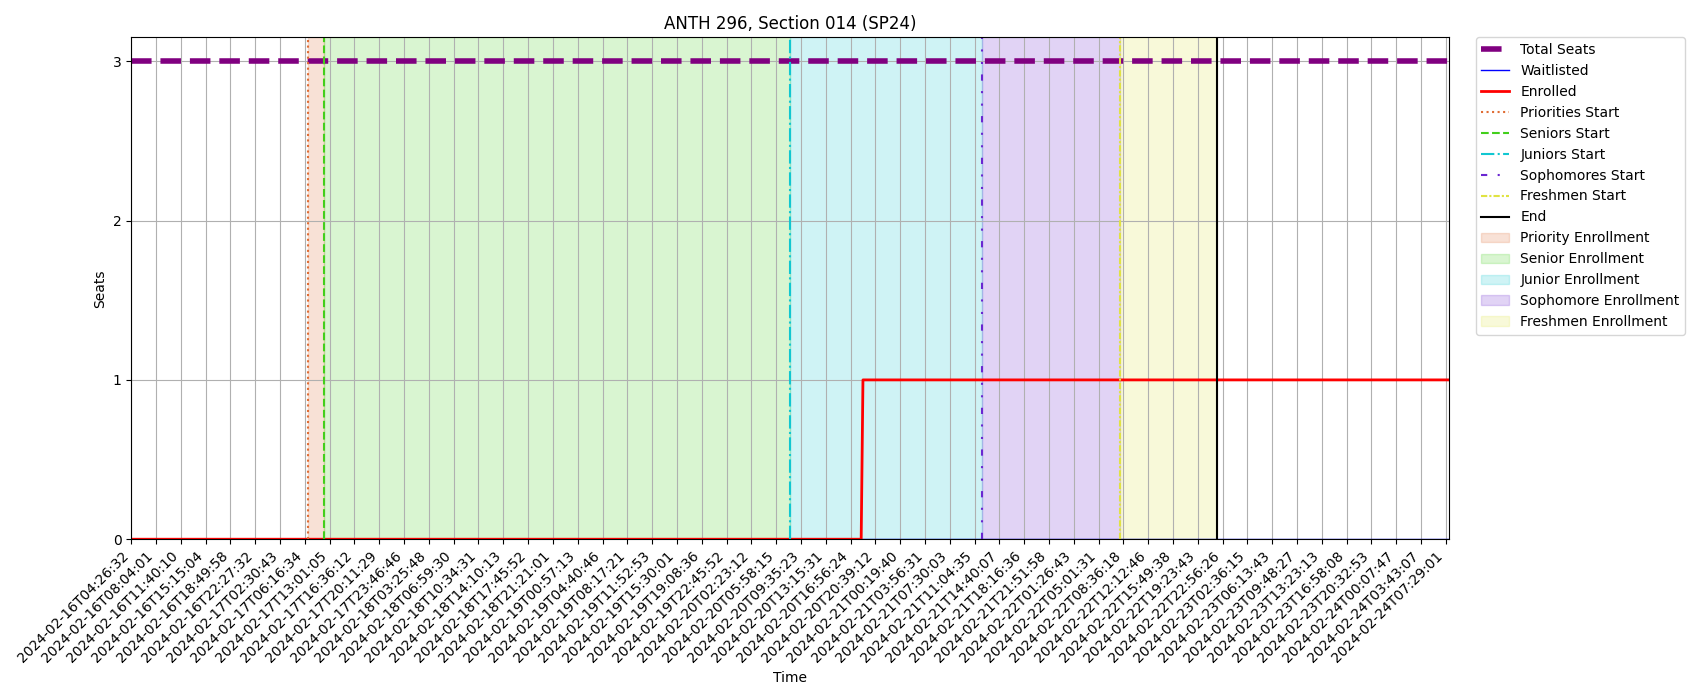 ANTH 296, Section 014 (SP24)
Seats
3
2
1
0
2024-02-16T04:26:32
2024-02-16T08:04:01
2024-02-16T11:40:10
2024-02-16T15:15:04
2024-02-16T18:49:58
2024-02-16T22:27:32
2024-02-17T02:30:43
2024-02-17T06:16:34
2024-02-17T13:01:05
2024-02-17T16:36:12
2024-02-17T20:11:29
2024-02-17T23:46:46
2024-02-18T03:25:48
2024-02-18T06:59:30
2024-02-18T10:34:31
2024-02-18T14:10:13
2024-02-18T17:45:52
2024-02-18T21:21:01
2024-02-19T00:57:13
2024-02-19T04:40:46
2024-02-19T08:17:21
2024-02-19T11:52:53
2024-02-19T15:30:01
2024-02-19T19:08:36
2024-02-19T22:45:52
2024-02-20T02:23:12
2024-02-20T05:58:15
2024-02-20T09:35:23
2024-02-20T13:15:31
2024-02-20T16:56:24
2024-02-20T20:39:12
2024-02-21T00:19:40
2024-02-21T03:56:31
2024-02-21T07:30:03
2024-02-21T11:04:35
2024-02-21T14:40:07
2024-02-21T18:16:36
2024-02-21T21:51:58
2024-02-22T01:26:43
2024-02-22T05:01:31
2024-02-22T08:36:18
2024-02-22T12:12:46
2024-02-22T15:49:38
2024-02-22T19:23:43
2024-02-22T22:56:26
2024-02-23T02:36:15
2024-02-23T06:13:43
2024-02-23T09:48:27
2024-02-23T13:23:13
2024-02-23T16:58:08
2024-02-23T20:32:53
2024-02-24T00:07:47
2024-02-24T03:43:07
2024-02-24T07:29:01
Time
Total Seats
Waitlisted
Enrolled
Priorities Start
Seniors Start
Juniors Start
Sophomores Start
Freshmen Start
End
Priority Enrollment
Senior Enrollment
Junior Enrollment
Sophomore Enrollment
Freshmen Enrollment